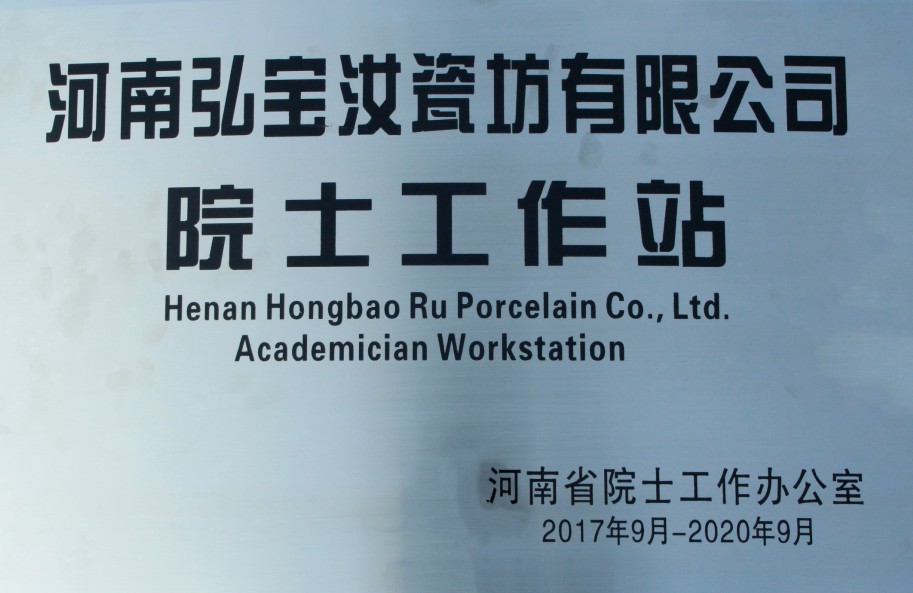 河南弘宝汝瓷坊有限公司
院士工作站
Henan Hongbao Ru Porcelain Co., Ltd.
Academician Workstation
河南省院士工作办公室
2017年9月-2020年9月